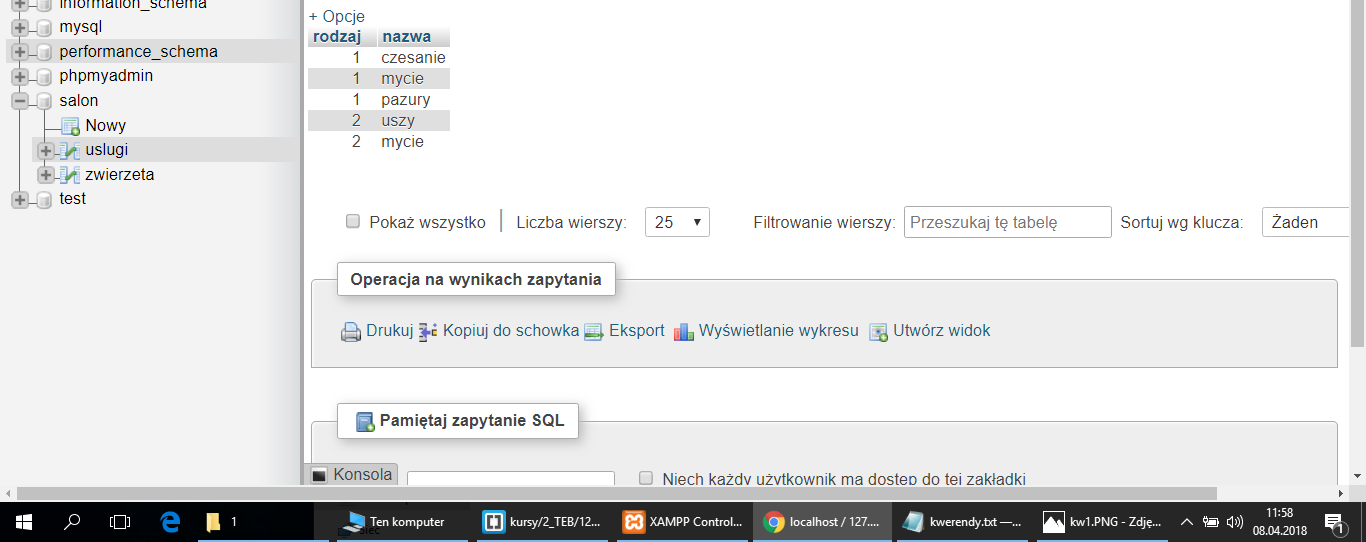 information_schema
mysql
performance_schema
phpmyadmin
salon
Nowy
uslugi
zwierzeta
test
+ Opcje
rodzaj nazwa
1 czesanie
1 mycie
1 pazury
2 uszy
2 mycie
Pokaż wszystko Liczba wierszy: 25 Filtrowanie wierszy: Przeszukaj tę tabelę Sortuj wg klucza: Żaden
Operacja na wynikach zapytania
Drukuj Kopiuj do schowka Eksport Wyświetlanie wykresu Utwórz widok
Pamiętaj zapytanie SQL
Konsola Niech każdy użytkownik ma dostęp do tej zakładki
1 Ten komputer kursy/2_TEB/12... XAMPP Control... localhost / 127.... kwerendy.txt —... kw1.PNG - Zdję... 11:58
08.04.2018 1